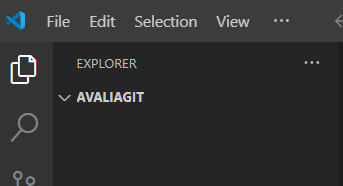 File Edit Selection View ...
EXPLORER ...
AVALIAGIT